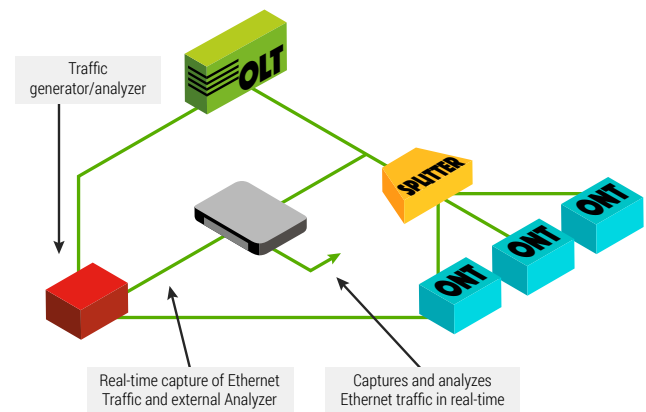 Traffic
generator/analyzer
OLT
SPLITTER
ONT
ONT
ONT
Real-time capture of Ethernet
Traffic and external Analyzer
Captures and analyzes
Ethernet traffic in real-time